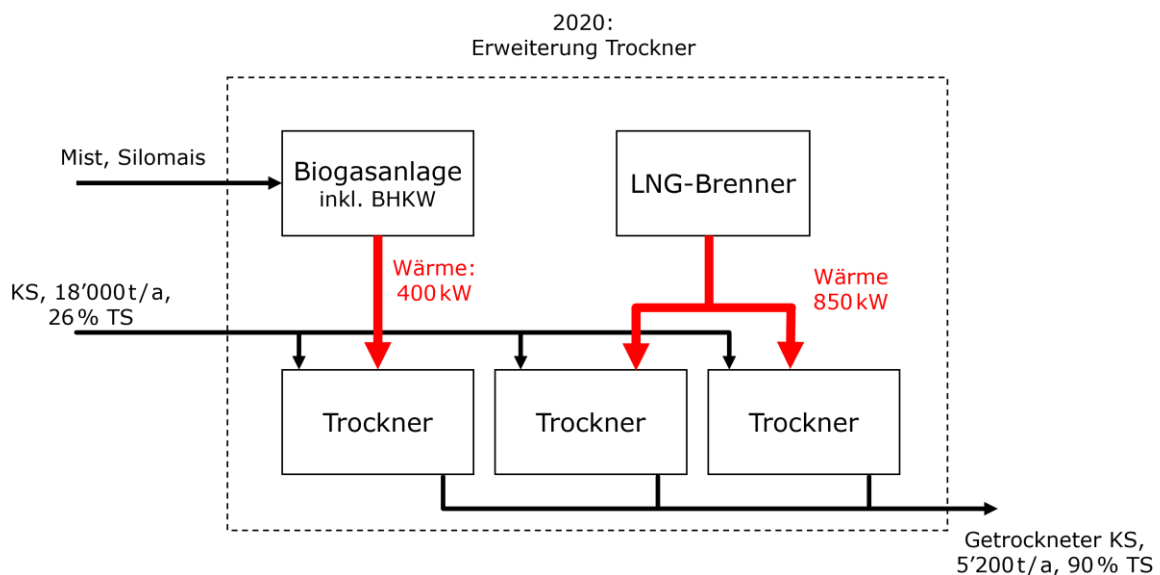 2020:
Erweiterung Trockner
Mist, Silomais
Biogasanlage
inkl. BHKW
LNG-Brenner
Wärme:
400 kW
Wärme
850 kW
KS, 18’000 t/a,
26 % TS
Trockner
Trockner
Trockner
Getrockneter KS,
5’200 t/a, 90 % TS